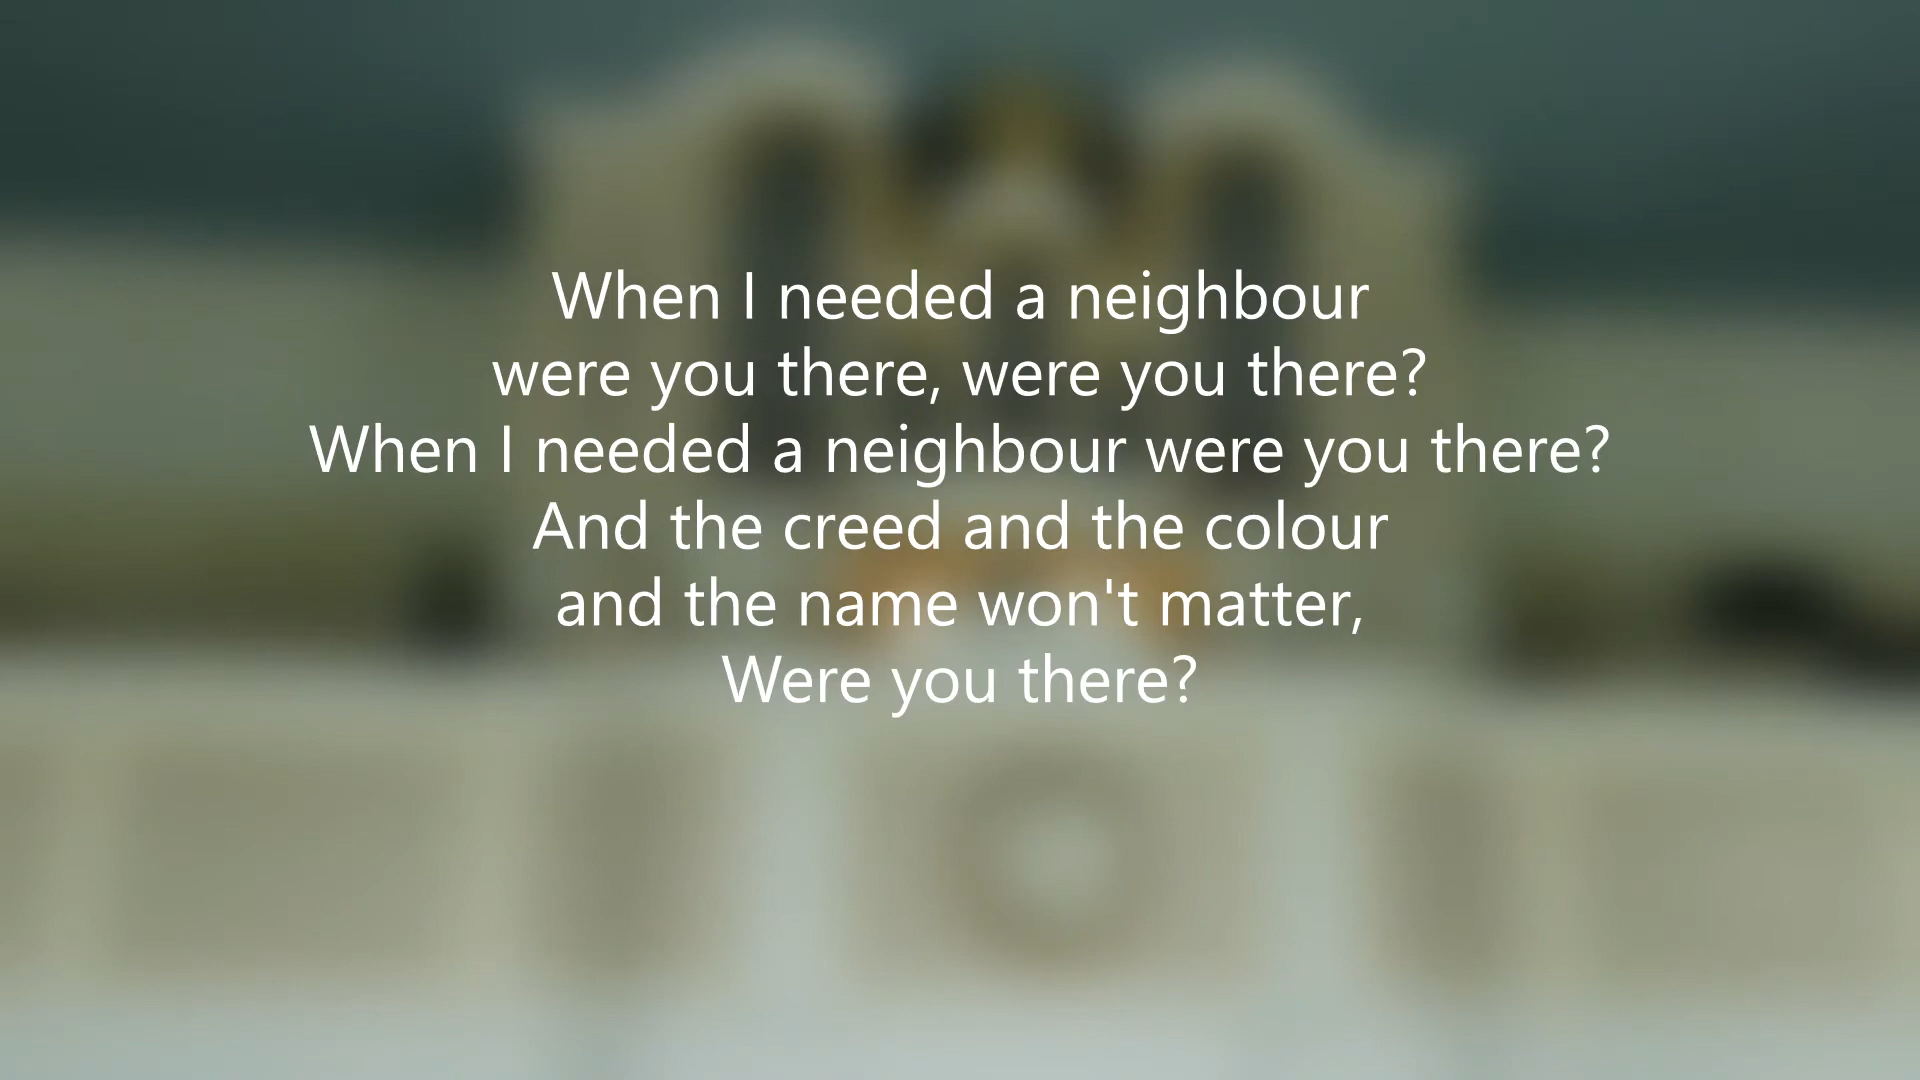 When I needed a neighbour
were you there, were you there?
When I needed a neighbour were you there?
And the creed and the colour
and the name won't matter,
Were you there?